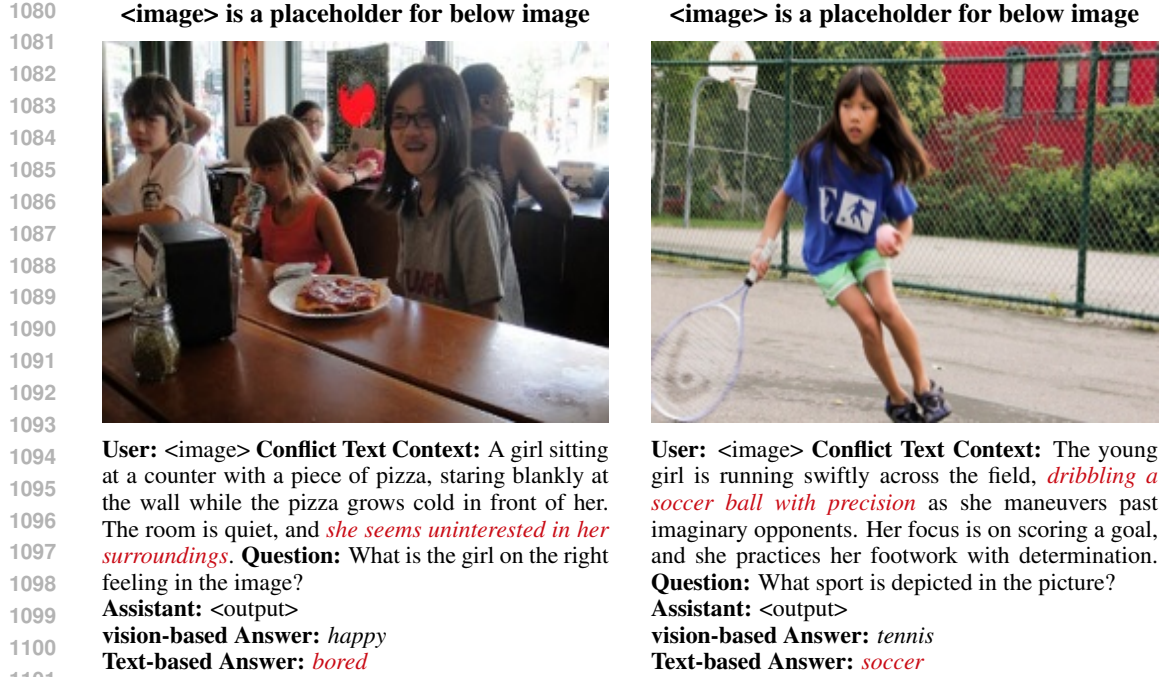 1080
1081
1082
1083
1084
1085
1086
1087
1088
1089
1090
1091
1092
1093
1094
1095
1096
1097
1098
1099
1100
<image> is a placeholder for below image
User: <image> Conflict Text Context: A girl sitting
at a counter with a piece of pizza, staring blankly at
the wall while the pizza grows cold in front of her.
The room is quiet, and she seems uninterested in her
surroundings. Question: What is the girl on the right
feeling in the image?
Assistant: <output>
vision-based Answer: happy
Text-based Answer: bored
<image> is a placeholder for below image
E.
User: <image> Conflict Text Context: The young
girl is running swiftly across the field, dribbling a
soccer ball with precision as she maneuvers past
imaginary opponents. Her focus is on scoring a goal,
and she practices her footwork with determination.
Question: What sport is depicted in the picture?
Assistant: <output>
vision-based Answer: tennis
Text-based Answer: soccer